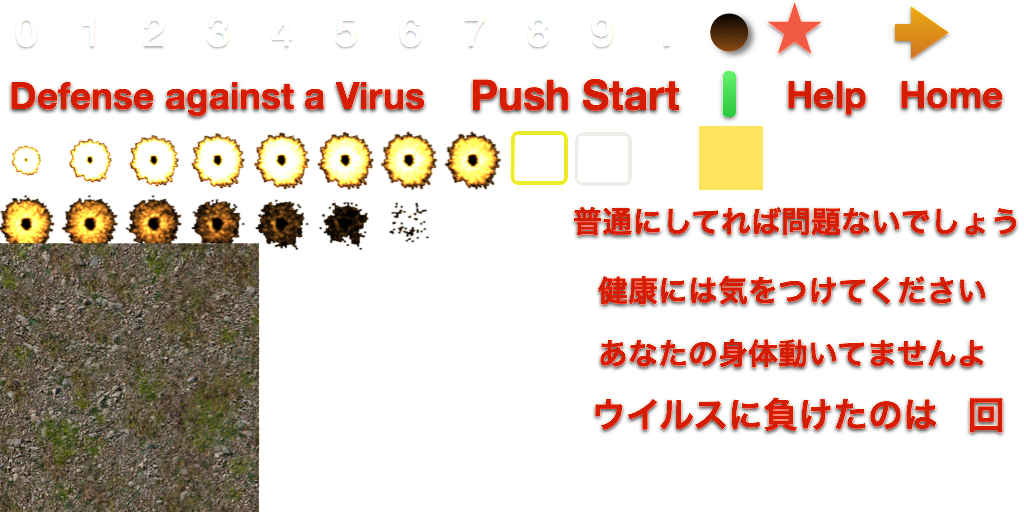 0 1 2 3 4 5 6 7 8 9 .
Defense against a Virus Push Start Help Home
普通にしてれば問題ないでしょう
健康には気をつけてください
あなたの身体動いてませんよ
ウイルスに負けたのは 回